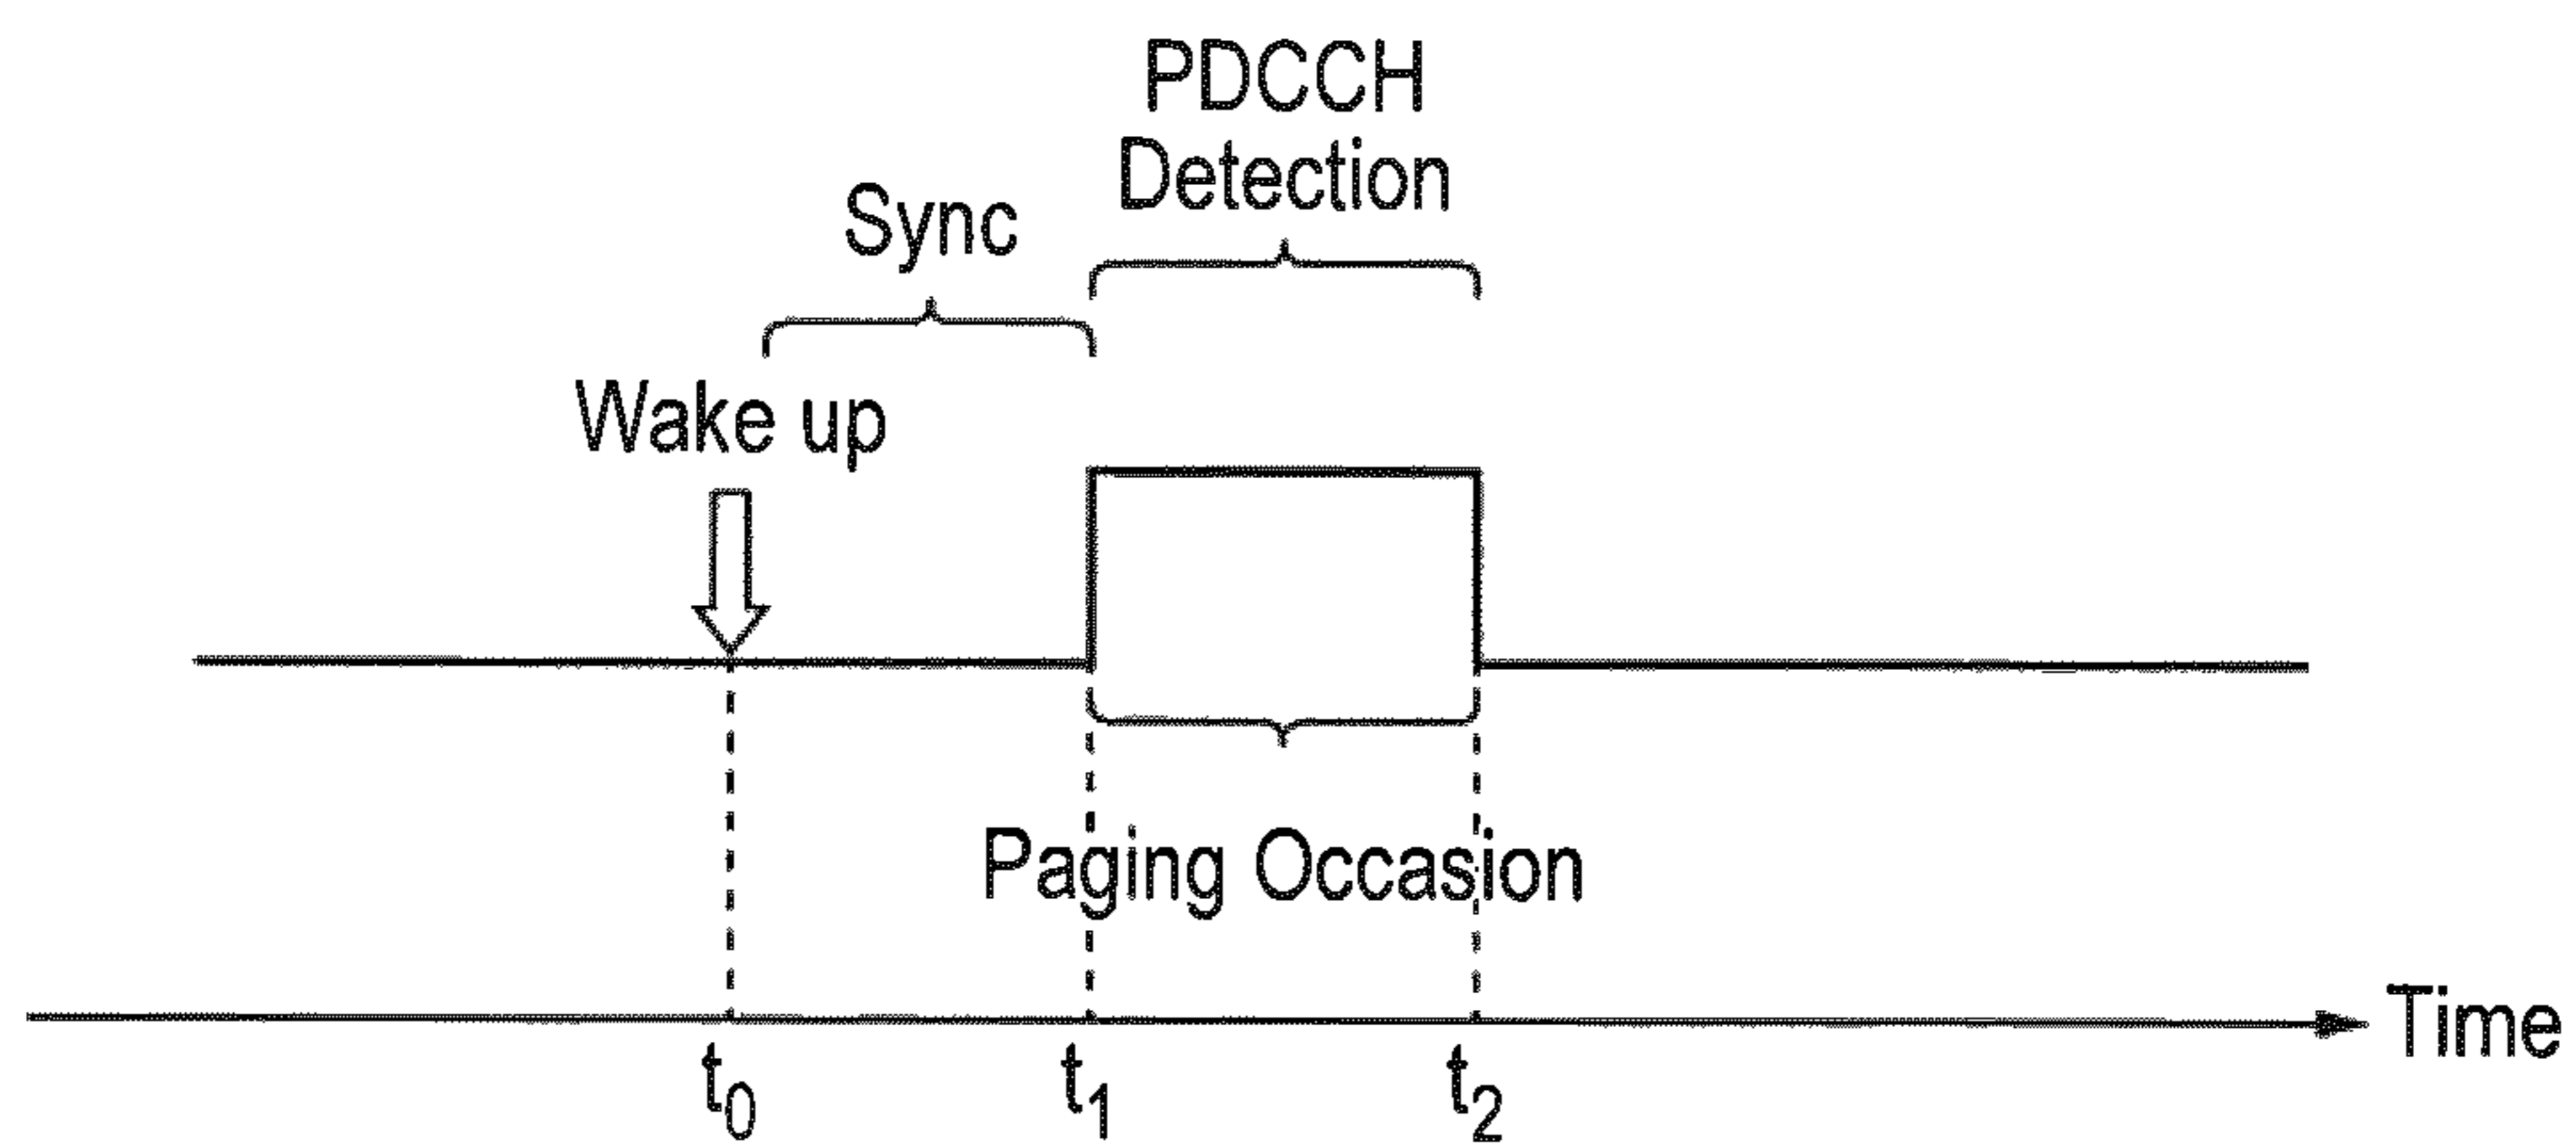 PDCCH
Detection
Sync
Wake up
Paging Occasion
Time
t0
t1
t2